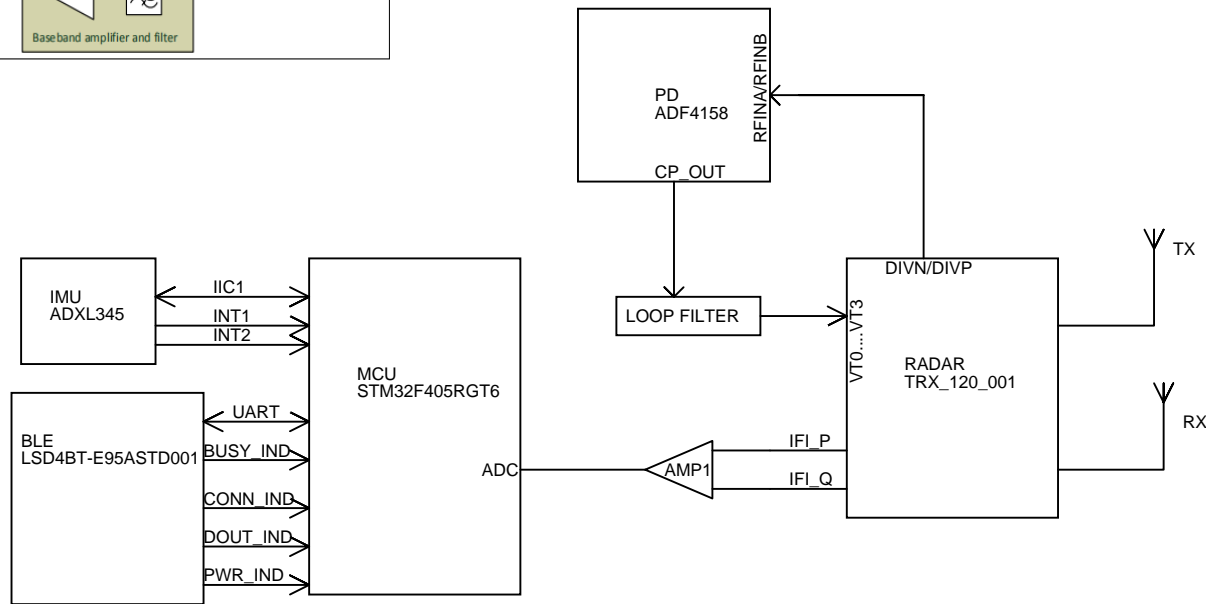 Baseband amplifier and filter
PD
ADF4158
RFINA/RFINB
CP_OUT
TX
DIVN/DIVP
IMU
ADXL345
IIC1
INT1
INT2
LOOP FILTER
VT0....VT3
RADAR
TRX_120_001
MCU
STM32F405RGT6
RX
BLE
LSD4BT-E95ASTD001
UART
BUSY_IND
CONN_IND
DOUT_IND
PWR_IND
ADC
AMP1
IFI_P
IFI_Q